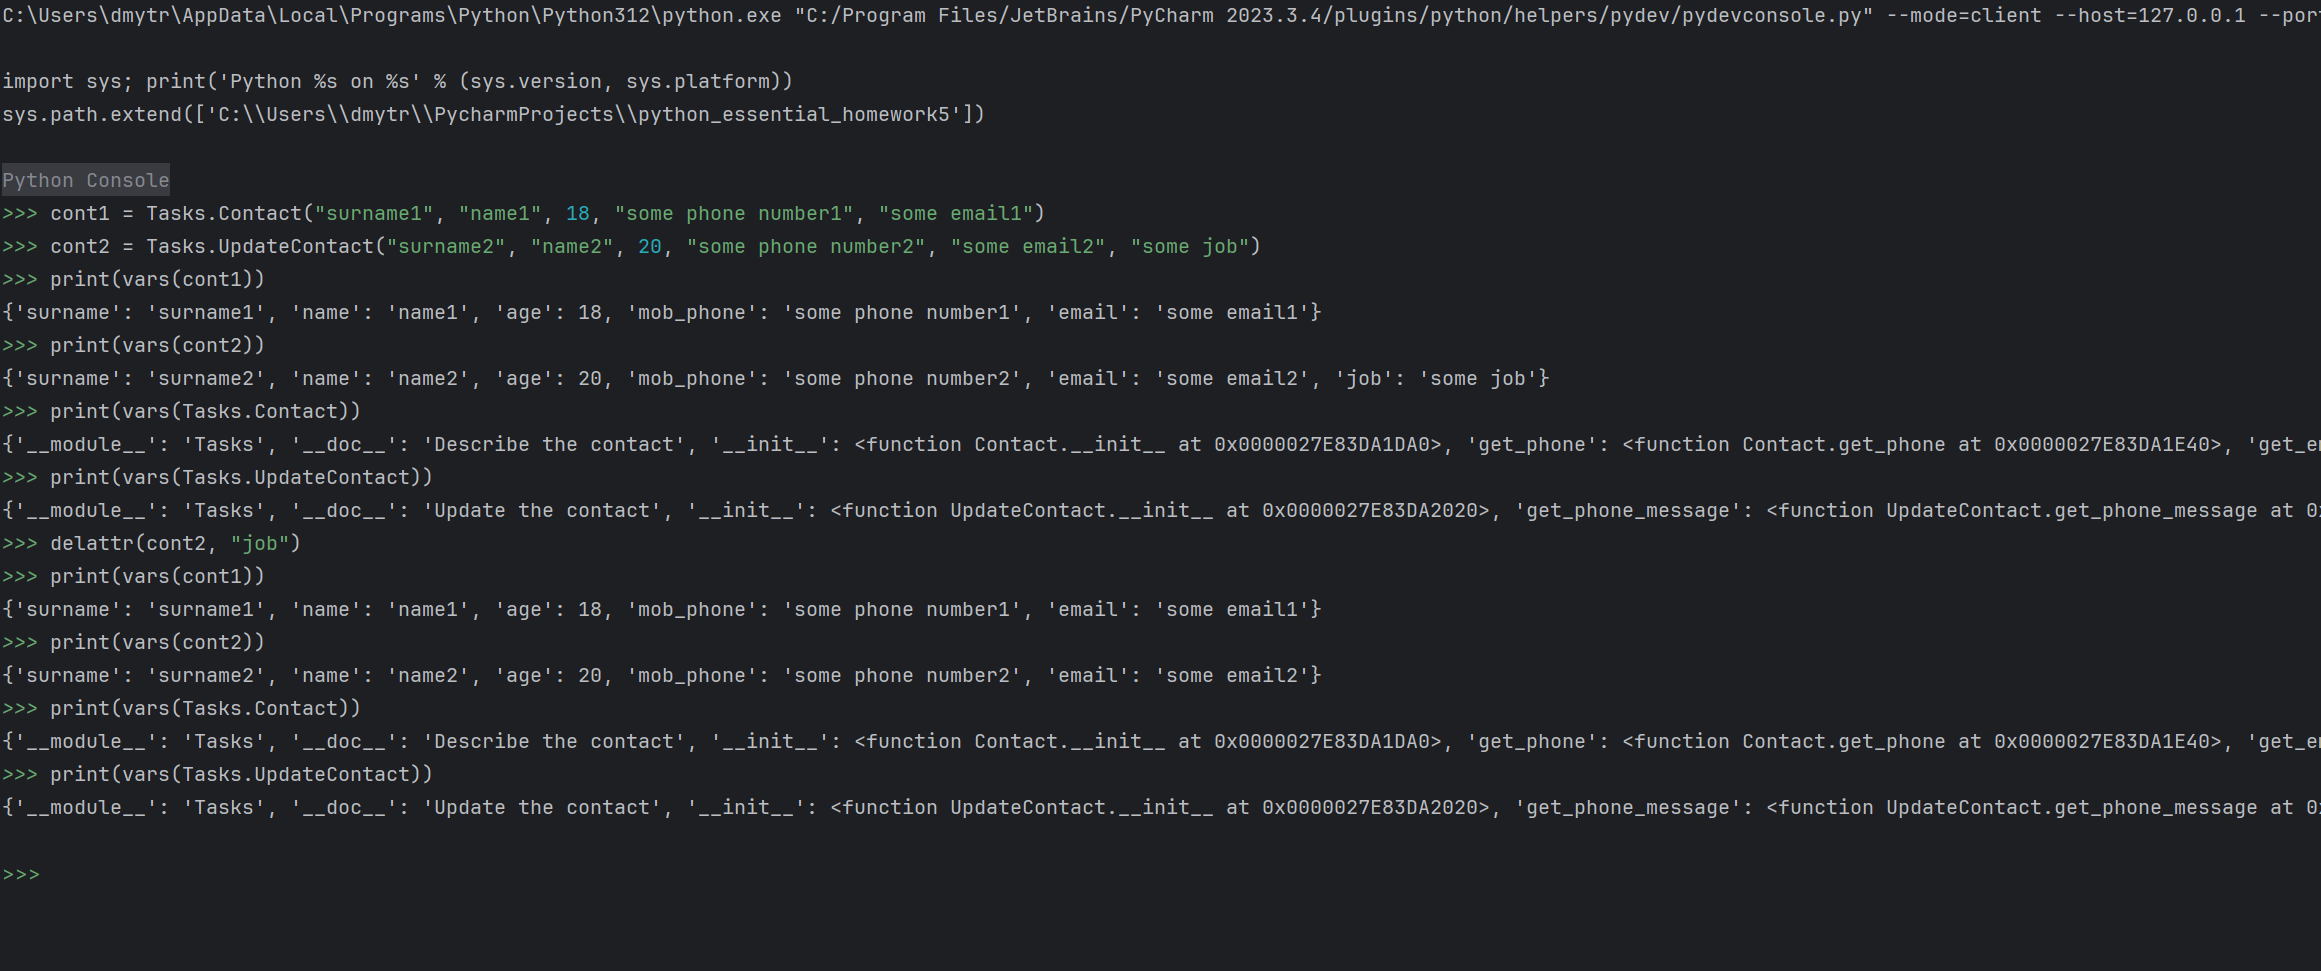 C:\Users\dmytr\AppData\Local\Programs\Python\Python312\python.exe "C:/Program Files/JetBrains/PyCharm 2023.3.4/plugins/python/helpers/pydev/pydevconsole.py" --mode=client --host=127.0.0.1 --por
import sys; print('Python %s on %s' % (sys.version, sys.platform))
sys.path.extend(['C:\\Users\\dmytr\\PycharmProjects\\python_essential_homework5'])
Python Console
>>> cont1 = Tasks.Contact("surname1", "name1", 18, "some phone number1", "some email1")
>>> cont2 = Tasks.UpdateContact("surname2", "name2", 20, "some phone number2", "some email2", "some job")
>>> print(vars(cont1))
{'surname': 'surname1', 'name': 'name1', 'age': 18, 'mob_phone': 'some phone number1', 'email': 'some email1'}
>>> print(vars(cont2))
{'surname': 'surname2', 'name': 'name2', 'age': 20, 'mob_phone': 'some phone number2', 'email': 'some email2', 'job': 'some job'}
>>> print(vars(Tasks.Contact))
{'__module__': 'Tasks', '__doc__': 'Describe the contact', '__init__': <function Contact.__init__ at 0x0000027E83DA1DA0>, 'get_phone': <function Contact.get_phone at 0x0000027E83DA1E40>, 'get_e
>>> print(vars(Tasks.UpdateContact))
{'__module__': 'Tasks', '__doc__': 'Update the contact', '__init__': <function UpdateContact.__init__ at 0x0000027E83DA2020>, 'get_phone_message': <function UpdateContact.get_phone_message at 0
>>> delattr(cont2, "job")
>>> print(vars(cont1))
{'surname': 'surname1', 'name': 'name1', 'age': 18, 'mob_phone': 'some phone number1', 'email': 'some email1'}
>>> print(vars(cont2))
{'surname': 'surname2', 'name': 'name2', 'age': 20, 'mob_phone': 'some phone number2', 'email': 'some email2'}
>>> print(vars(Tasks.Contact))
{'__module__': 'Tasks', '__doc__': 'Describe the contact', '__init__': <function Contact.__init__ at 0x0000027E83DA1DA0>, 'get_phone': <function Contact.get_phone at 0x0000027E83DA1E40>, 'get_e
>>> print(vars(Tasks.UpdateContact))
{'__module__': 'Tasks', '__doc__': 'Update the contact', '__init__': <function UpdateContact.__init__ at 0x0000027E83DA2020>, 'get_phone_message': <function UpdateContact.get_phone_message at 0
>>>